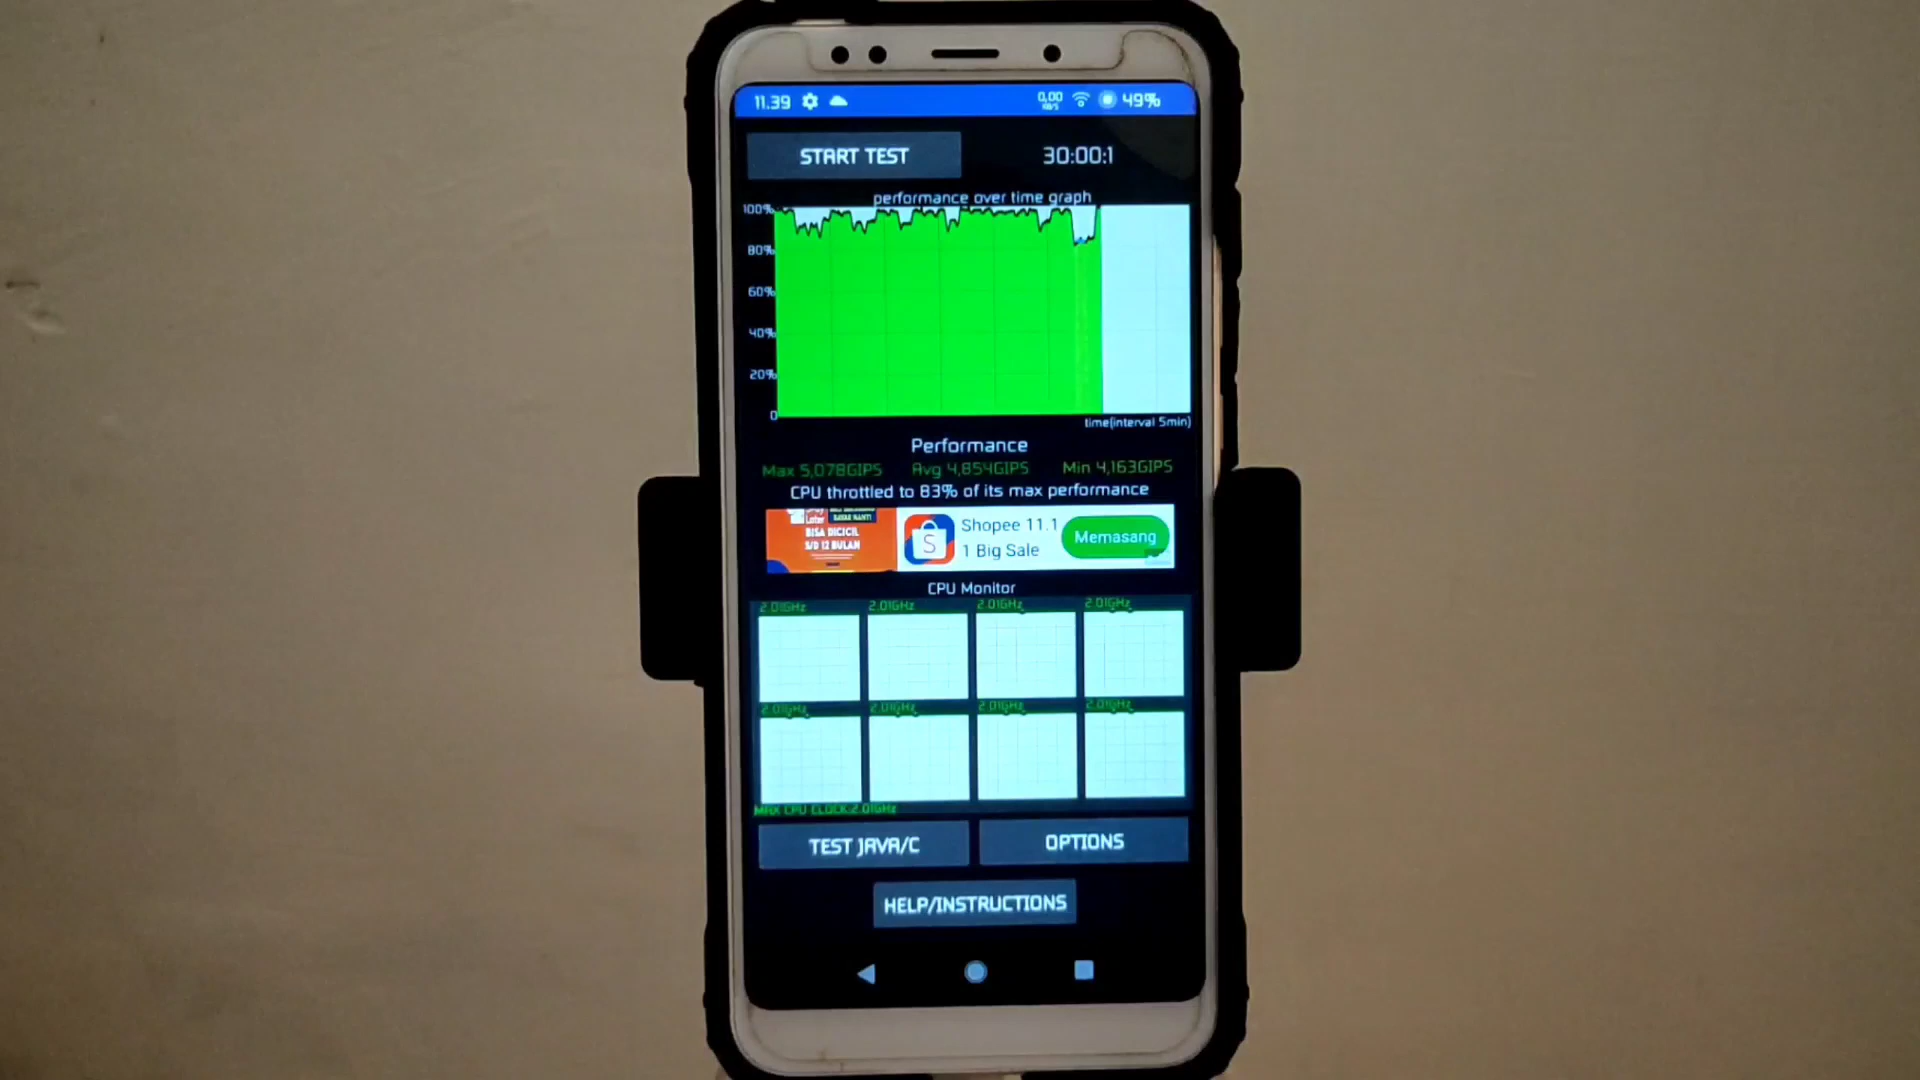 11.39
0,00
KB/S
49%
START TEST
30:00:1
performance over time graph
100%
80%
60%
40%
20%
0
time(interval 5min)
Performance
Max 5,078GIPS Avg 4,854GIPS Min 4,163GIPS
CPU throttled to 83% of its max performance
Later
BISA DICICIL
S/D 12 BULAN
S
Shopee 11.1
1 Big Sale
Memasang
CPU Monitor
2.01GHz 2.01GHz 2.01GHz 2.01GHz
2.01GHz 2.01GHz 2.01GHz 2.01GHz
MAX CPU CLOCK:2.01GHz
TEST JAVA/C
OPTIONS
HELP/INSTRUCTIONS